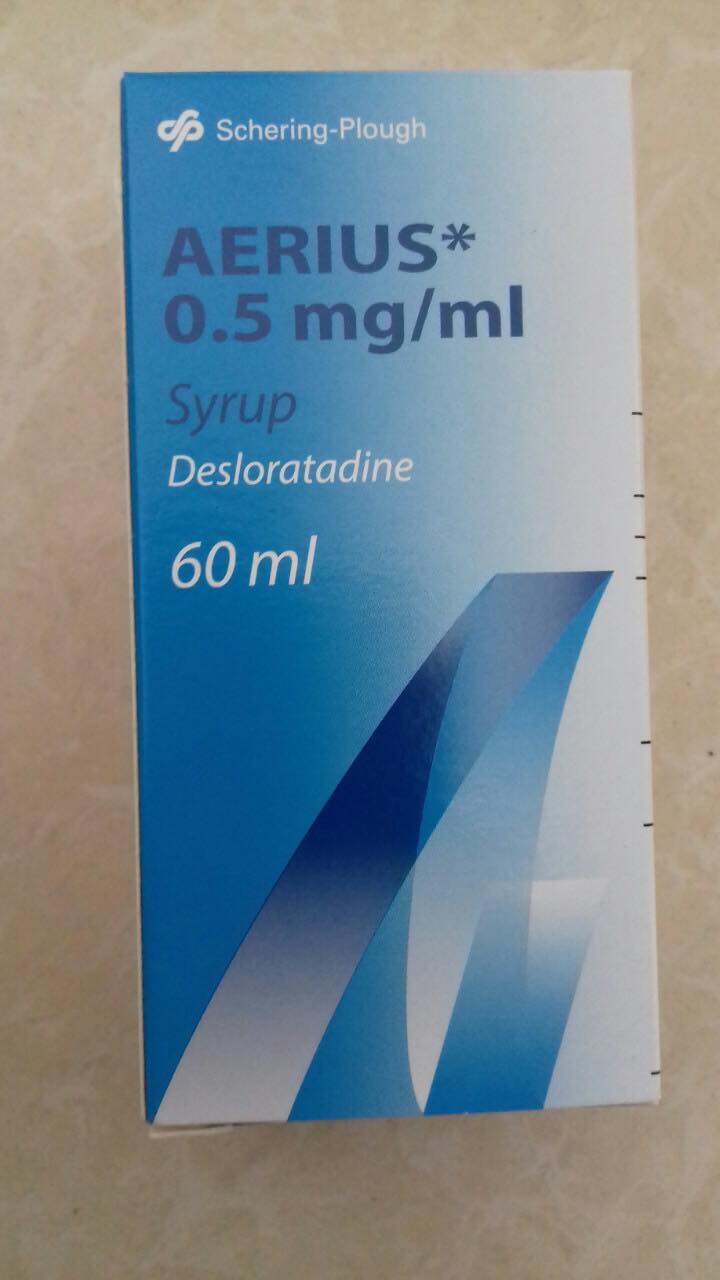 Schering-Plough
AERIUS*
0.5 mg/ml
Syrup
Desloratadine
60 ml